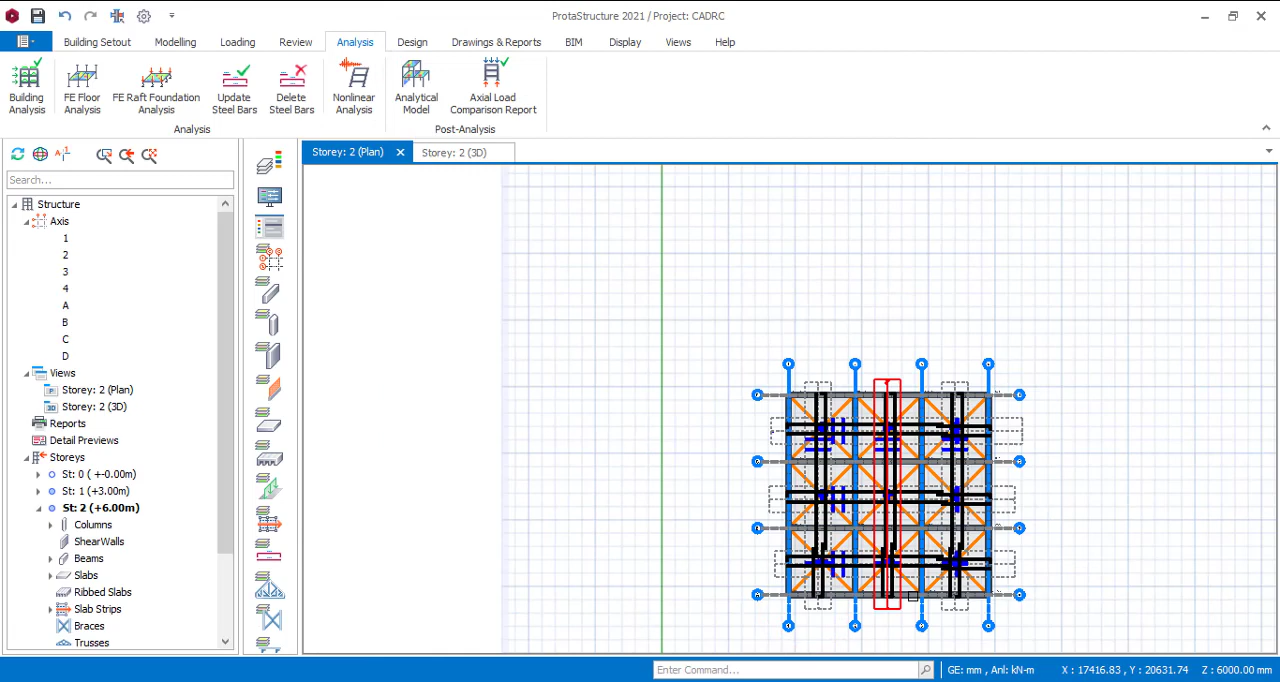 ProtaStructure 2021 / Project: CADRC
Building Setout Modelling Loading Review Analysis Design Drawings & Reports BIM Display Views Help
Building Analysis
FE Floor Analysis
FE Raft Foundation Analysis
Update Steel Bars
Delete Steel Bars
Nonlinear Analysis
Analytical Model
Axial Load Comparison Report
Analysis
Post-Analysis
Storey: 2 (Plan)
Storey: 2 (3D)
Search...
Structure
Axis
1
2
3
4
A
B
C
D
Views
Storey: 2 (Plan)
Storey: 2 (3D)
Reports
Detail Previews
Storeys
St: 0 ( +-0.00m)
St: 1 (+3.00m)
St: 2 (+6.00m)
Columns
ShearWalls
Beams
Slabs
Ribbed Slabs
Slab Strips
Braces
Trusses
Enter Command...
GE: mm , Anl: kN-m
X : 17416.83 , Y : 20631.74
Z : 6000.00 mm